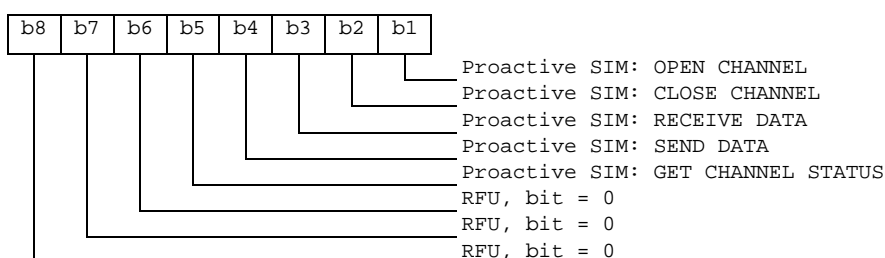 b8 b7 b6 b5 b4 b3 b2 b1
Proactive SIM: OPEN CHANNEL
Proactive SIM: CLOSE CHANNEL
Proactive SIM: RECEIVE DATA
Proactive SIM: SEND DATA
Proactive SIM: GET CHANNEL STATUS
RFU, bit = 0
RFU, bit = 0
RFU, bit = 0